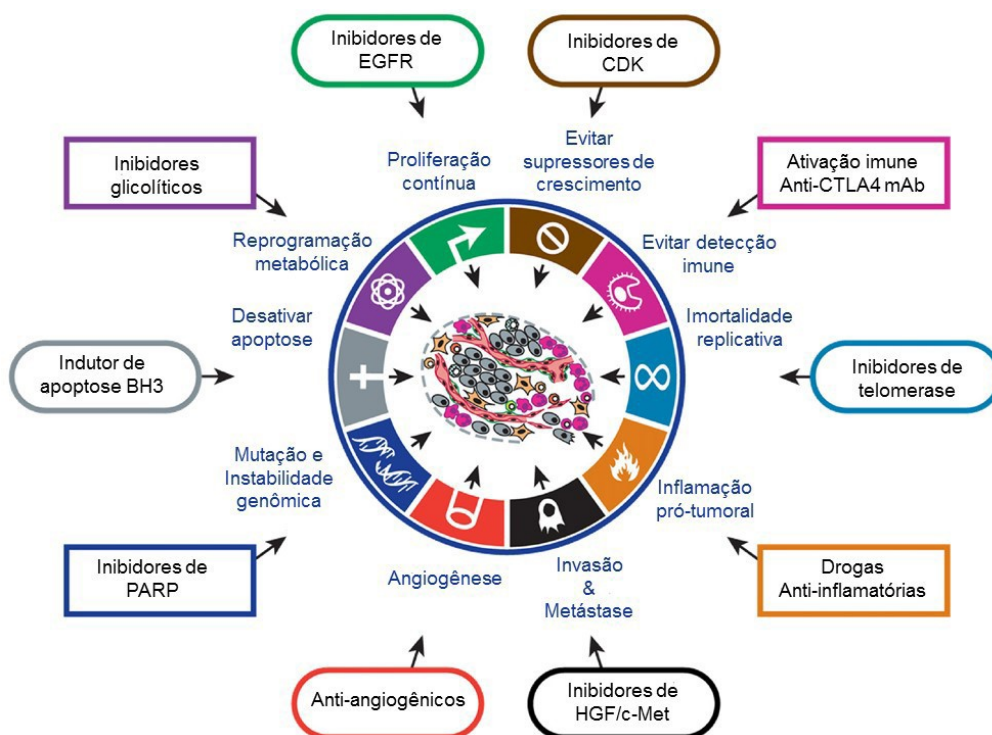 Inibidores de
EGFR
Inibidores de
CDK
Inibidores
glicolíticos
Proliferação
contínua
Evitar
supressores de
crescimento
Ativação imune
Anti-CTLA4 mAb
Reprogramação
metabólica
Evitar detecção
imune
Desativar
apoptose
Imortalidade
replicativa
Indutor de
apoptose BH3
Inibidores de
telomerase
Mutação e
Instabilidade
genômica
Inflamação
pró-tumoral
Inibidores de
PARP
Angiogênese
Invasão
&
Metástase
Drogas
Anti-inflamatórias
Anti-angiogênicos
Inibidores de
HGF/c-Met